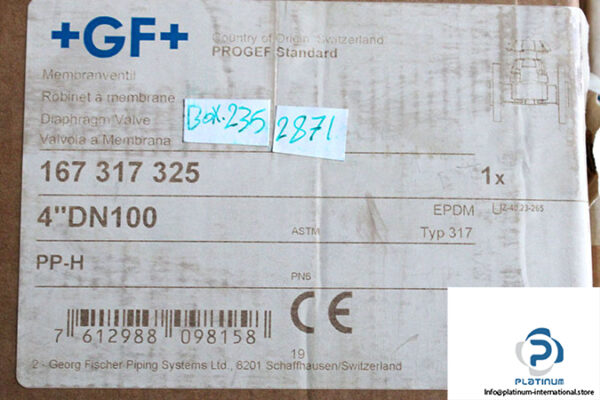 +GF+
Country of Origin: Switzerland
PROGEF Standard
Membranventil
Robinet à membrane
Diaphragm Valve
Valvola a Membrana
Box.235
2871
167 317 325
1x
4"DN100
EPDM
ASTM
Typ 317
PP-H
PN6
CE
7 612988 098158
19
2 - Georg Fischer Piping Systems Ltd., 6201 Schaffhausen/Switzerland
PLATINUM
https://platinum-international.store